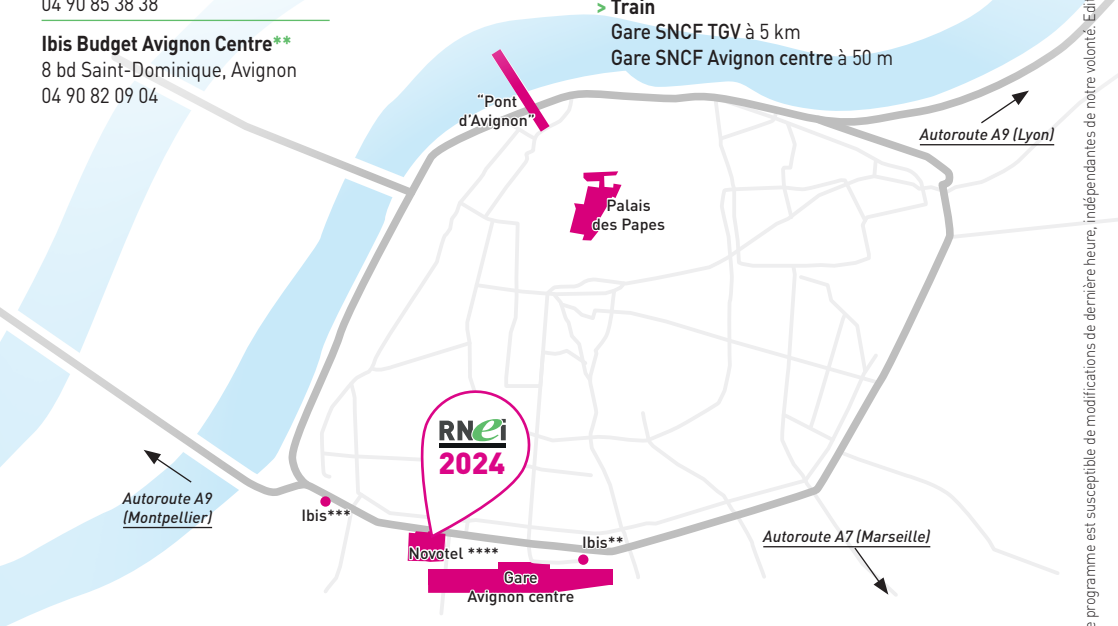 04 90 85 38 38
Ibis Budget Avignon Centre**
8 bd Saint-Dominique, Avignon
04 90 82 09 04
> Train
Gare SNCF TGV à 5 km
Gare SNCF Avignon centre à 50 m
"Pont
d'Avignon"
Autoroute A9 (Lyon)
Palais
des Papes
RNei
2024
Autoroute A9
(Montpellier)
Ibis***
Novotel ****
Ibis**
Gare
Avignon centre
Autoroute A7 (Marseille)
programme est susceptible de modifications de dernière heure, indépendantes de notre volonté.